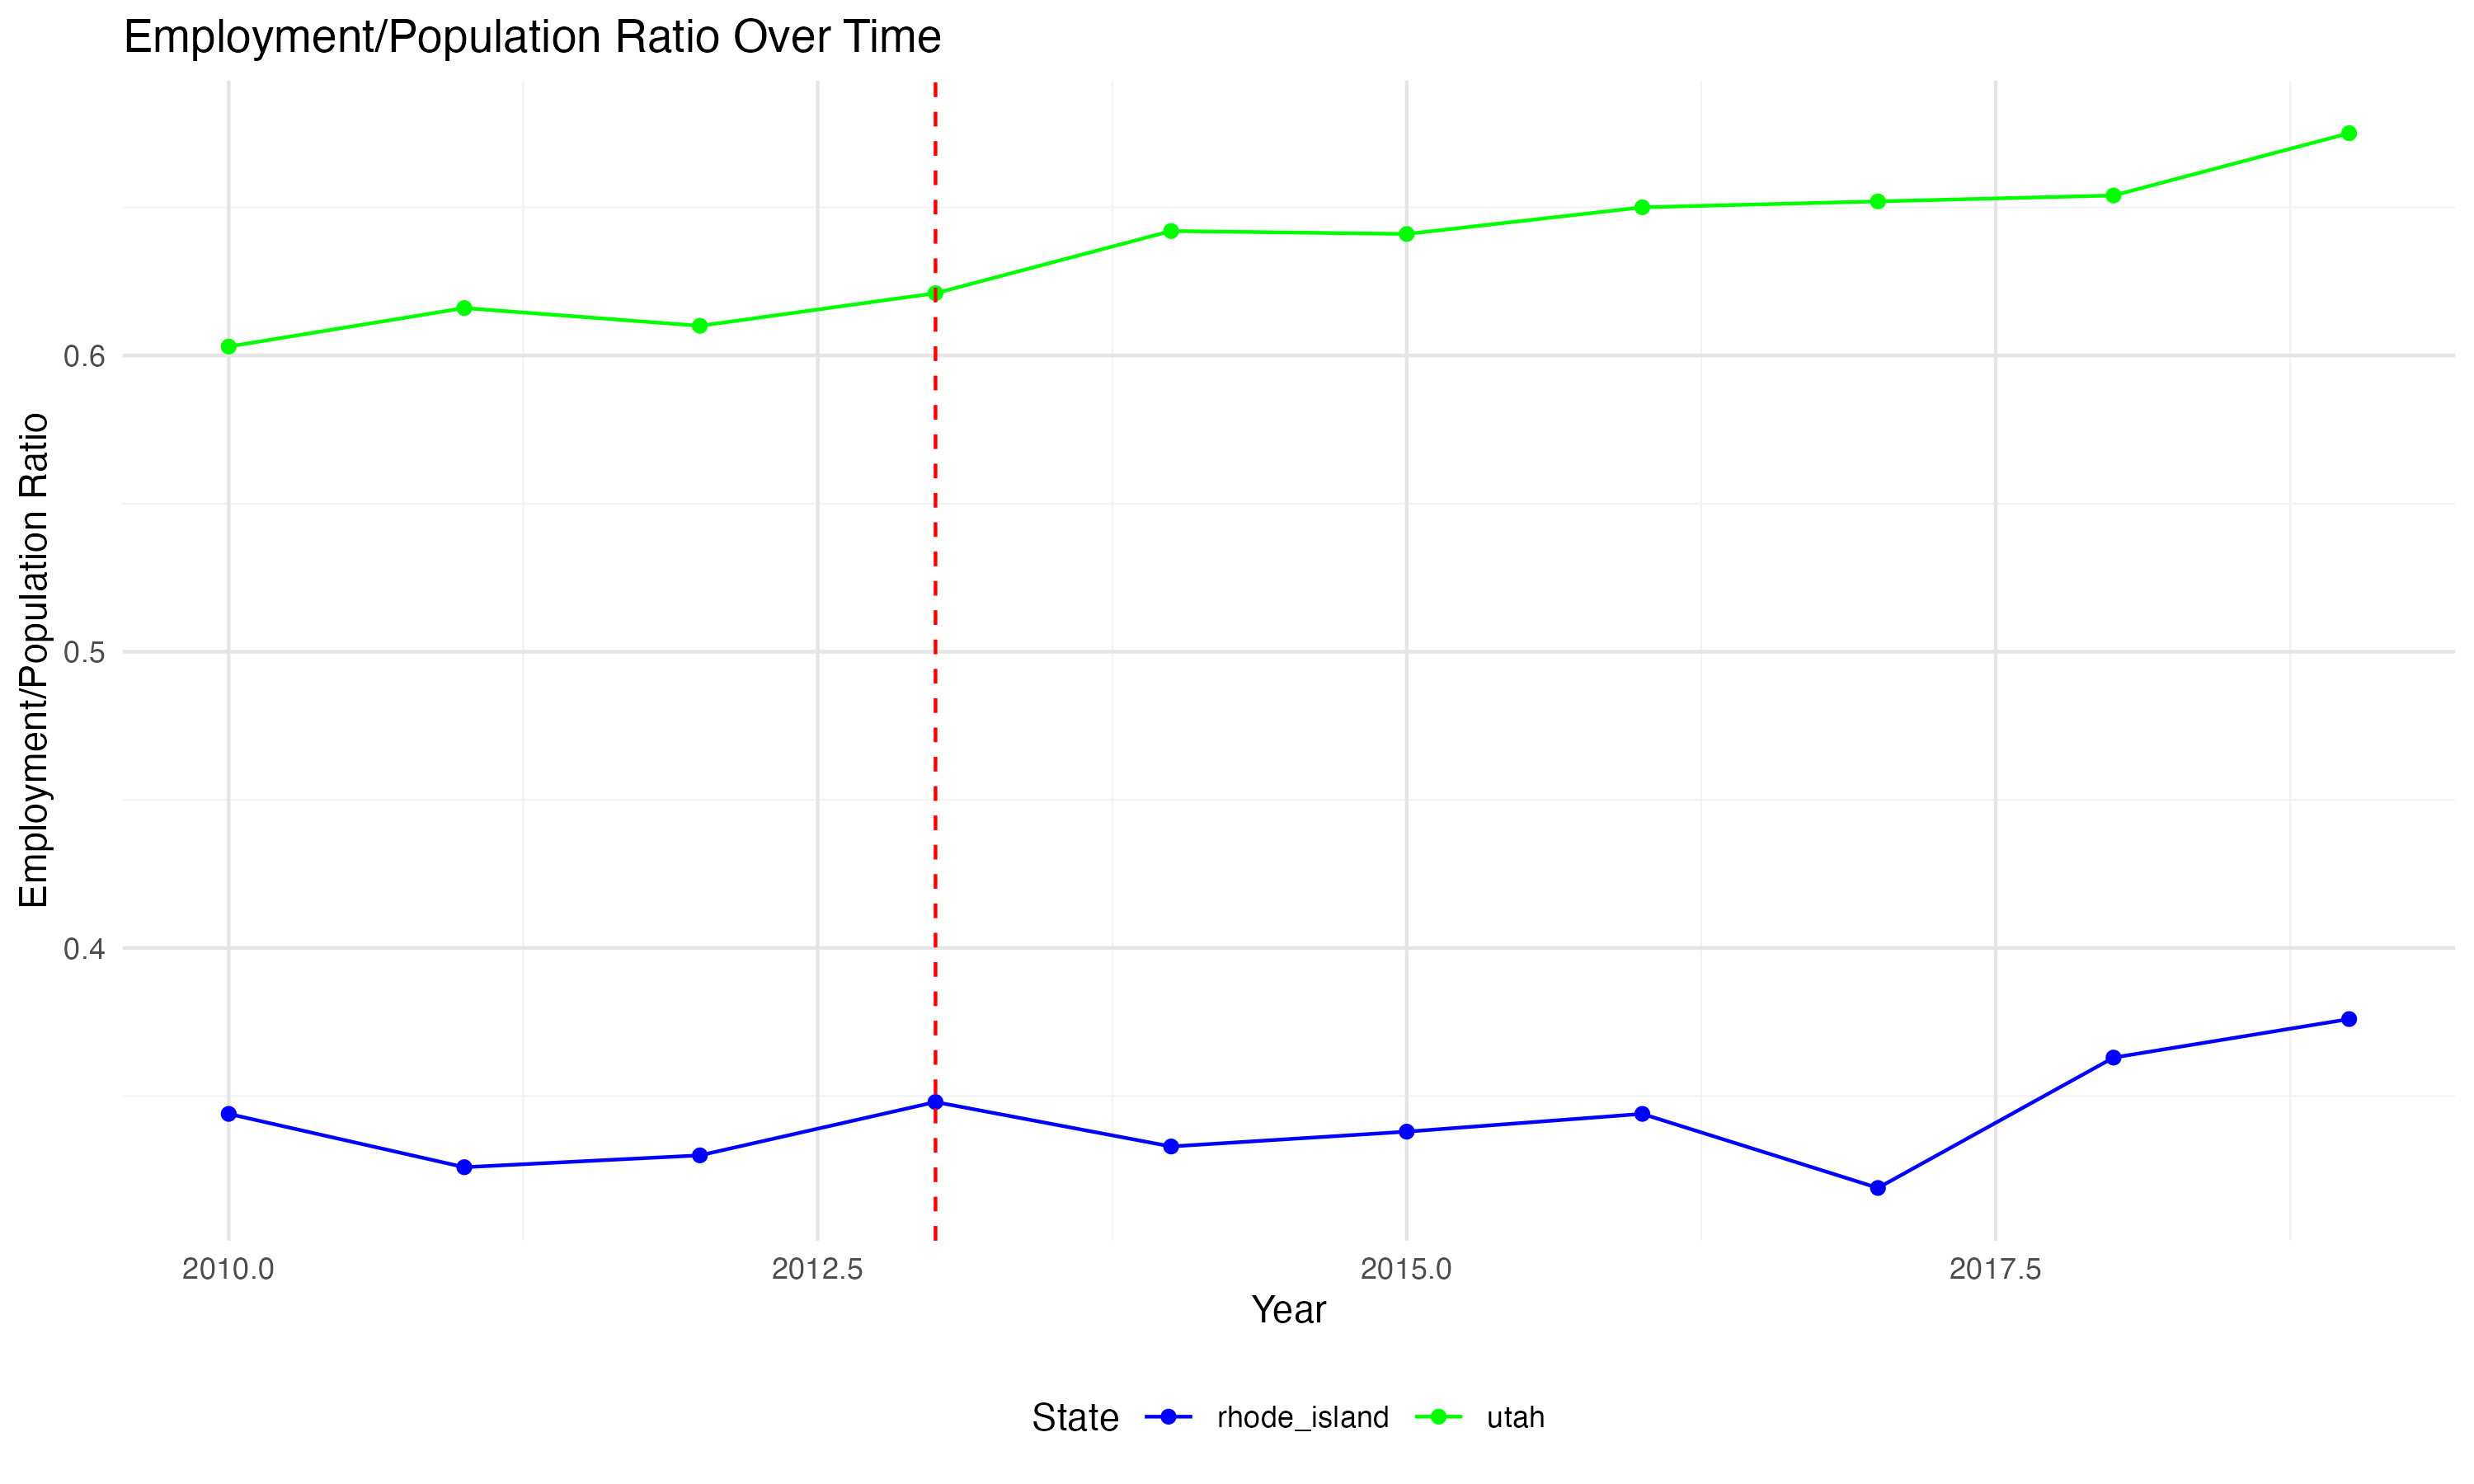 Employment/Population Ratio Over Time
Employment/Population Ratio
0.6
0.5
0.4
2010.0 2012.5 2015.0 2017.5
Year
State rhode_island utah